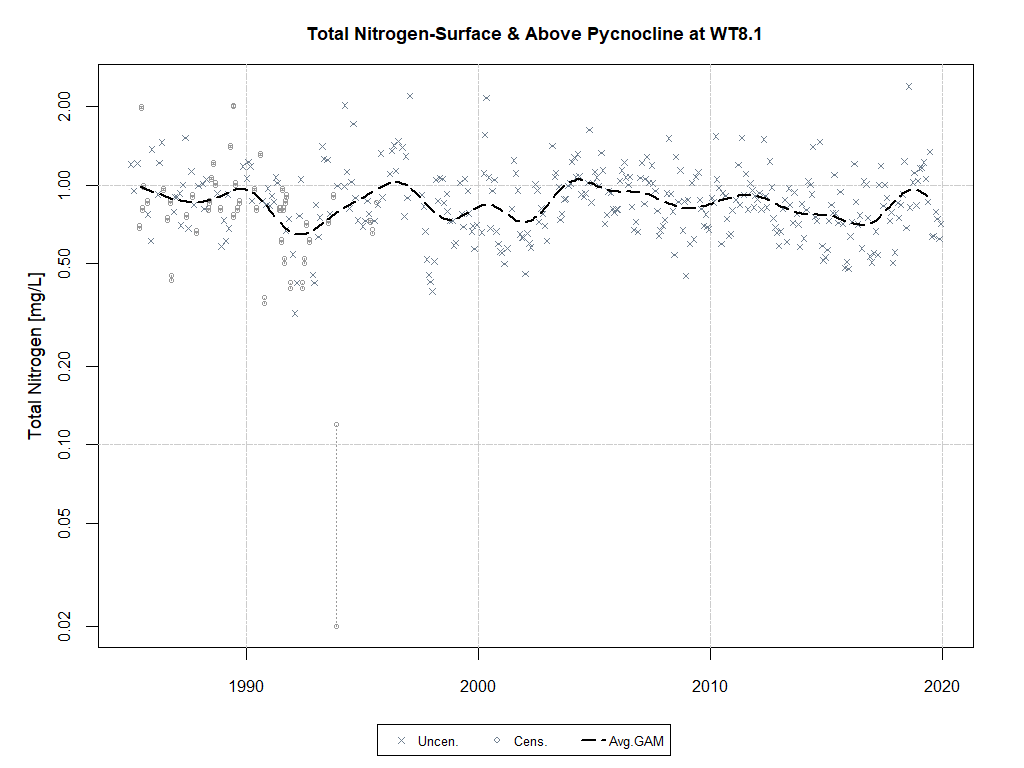 Total Nitrogen-Surface & Above Pycnocline at WT8.1
Total Nitrogen [mg/L]
2.00
1.00
0.50
0.20
0.10
0.05
0.02
1990 2000 2010 2020
Uncen. Cens. Avg.GAM